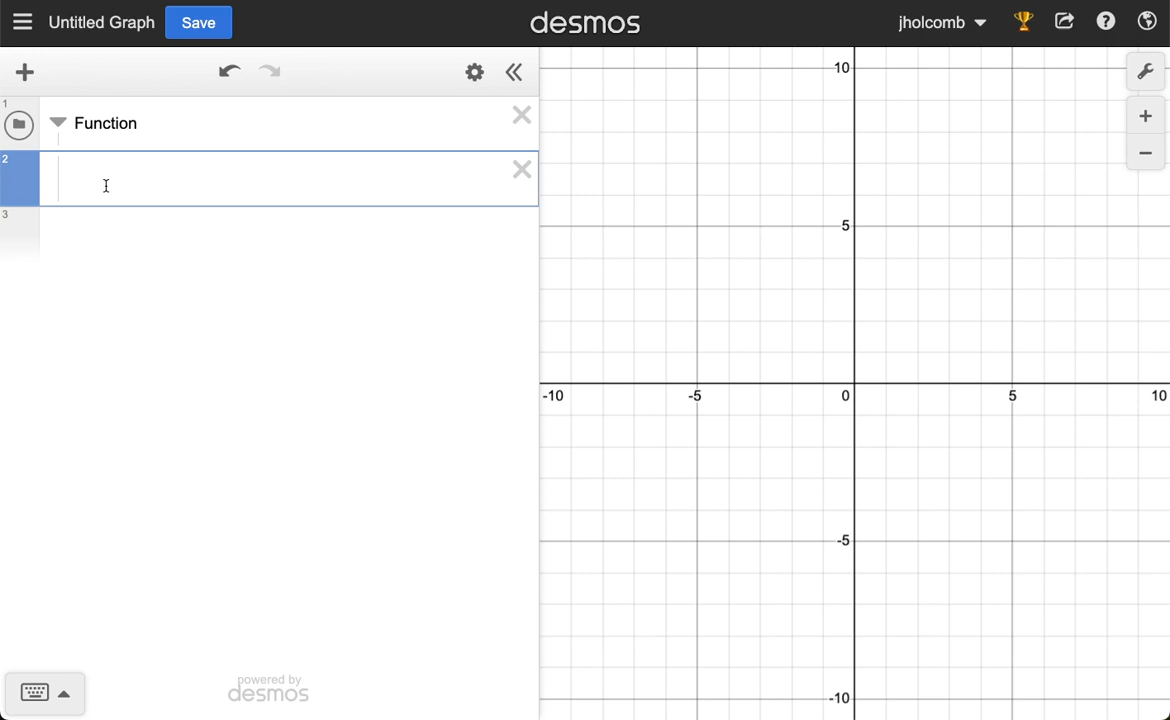 Untitled Graph Save desmos jholcomb ?
1 Function
2
3
10
5
-10 -5 0 5 10
-5
-10
powered by
desmos